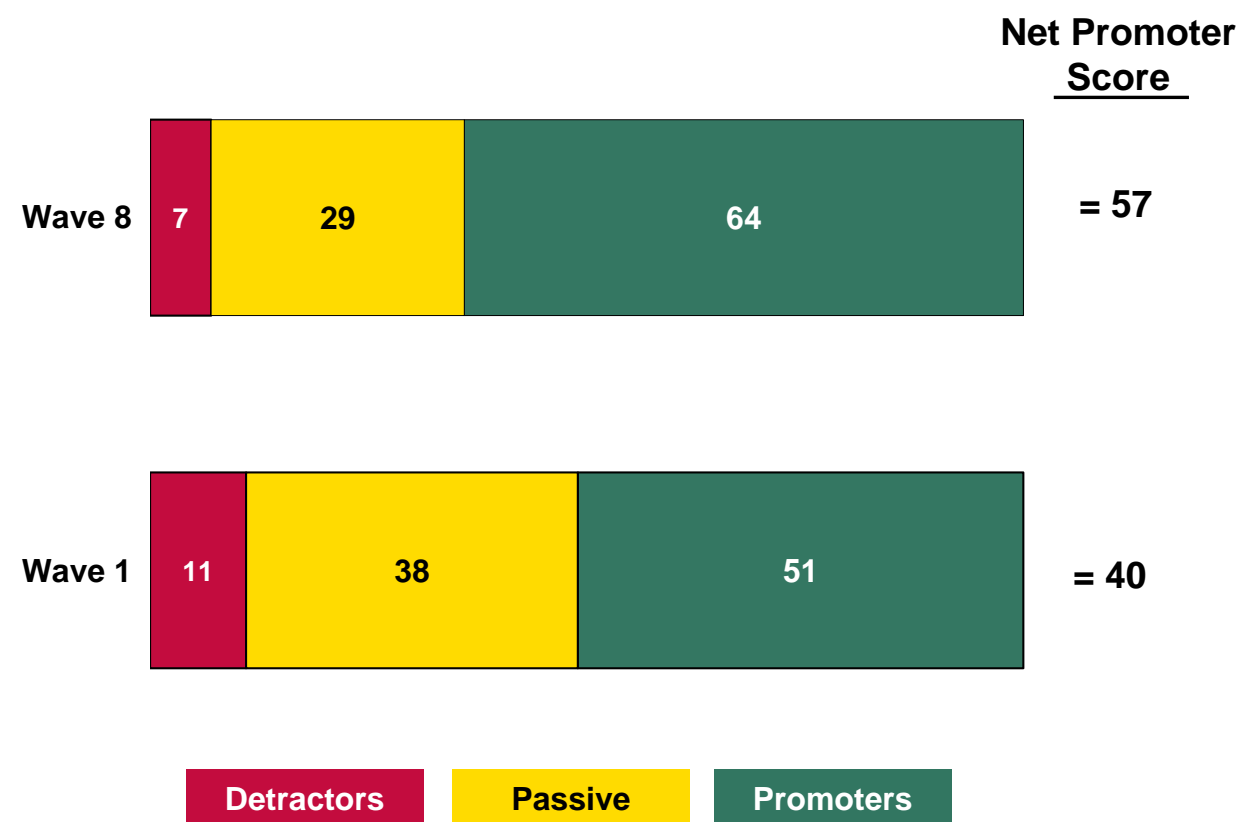 Net Promoter
Score
Wave 8 7 29 64 = 57
Wave 1 11 38 51 = 40
Detractors Passive Promoters